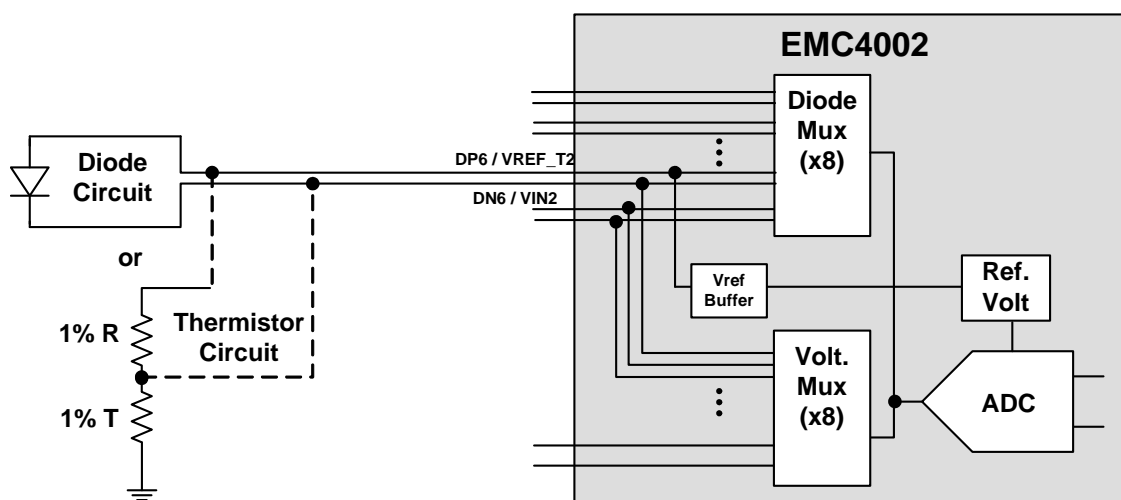 EMC4002
Diode
Mux
(x8)
Diode
Circuit
DP6 / VREF_T2
DN6 / VIN2
or
Vref
Buffer
Ref.
Volt
1% R
Thermistor
Circuit
1% T
Volt.
Mux
(x8)
ADC